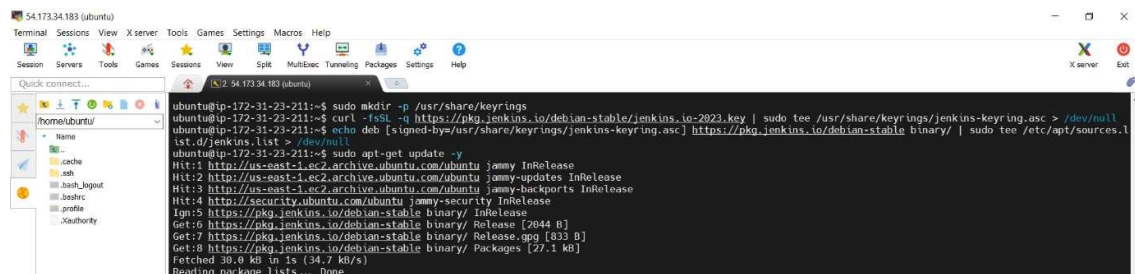 54.173.34.183 (ubuntu)
Terminal Sessions View X server Tools Games Settings Macros Help
Session Servers Tools Games Sessions View Split MultiExec Tunneling Packages Settings Help
X server Exit
Quick connect...
2. 54.173.34.183 (ubuntu)
/home/ubuntu/
Name
..
.cache
.ssh
.bash_logout
.bashrc
.profile
.Xauthority
ubuntu@ip-172-31-23-211:~$ sudo mkdir -p /usr/share/keyrings
ubuntu@ip-172-31-23-211:~$ curl -fsSL -q https://pkg.jenkins.io/debian-stable/jenkins.io-2023.key | sudo tee /usr/share/keyrings/jenkins-keyring.asc > /dev/null
ubuntu@ip-172-31-23-211:~$ echo deb [signed-by=/usr/share/keyrings/jenkins-keyring.asc] https://pkg.jenkins.io/debian-stable binary/ | sudo tee /etc/apt/sources.l
ist.d/jenkins.list > /dev/null
ubuntu@ip-172-31-23-211:~$ sudo apt-get update -y
Hit:1 http://us-east-1.ec2.archive.ubuntu.com/ubuntu jammy InRelease
Hit:2 http://us-east-1.ec2.archive.ubuntu.com/ubuntu jammy-updates InRelease
Hit:3 http://us-east-1.ec2.archive.ubuntu.com/ubuntu jammy-backports InRelease
Hit:4 http://security.ubuntu.com/ubuntu jammy-security InRelease
Ign:5 https://pkg.jenkins.io/debian-stable binary/ InRelease
Get:6 https://pkg.jenkins.io/debian-stable binary/ Release [2044 B]
Get:7 https://pkg.jenkins.io/debian-stable binary/ Release.gpg [833 B]
Get:8 https://pkg.jenkins.io/debian-stable binary/ Packages [27.1 kB]
Fetched 30.0 kB in 1s (34.7 kB/s)
Reading package lists... Done